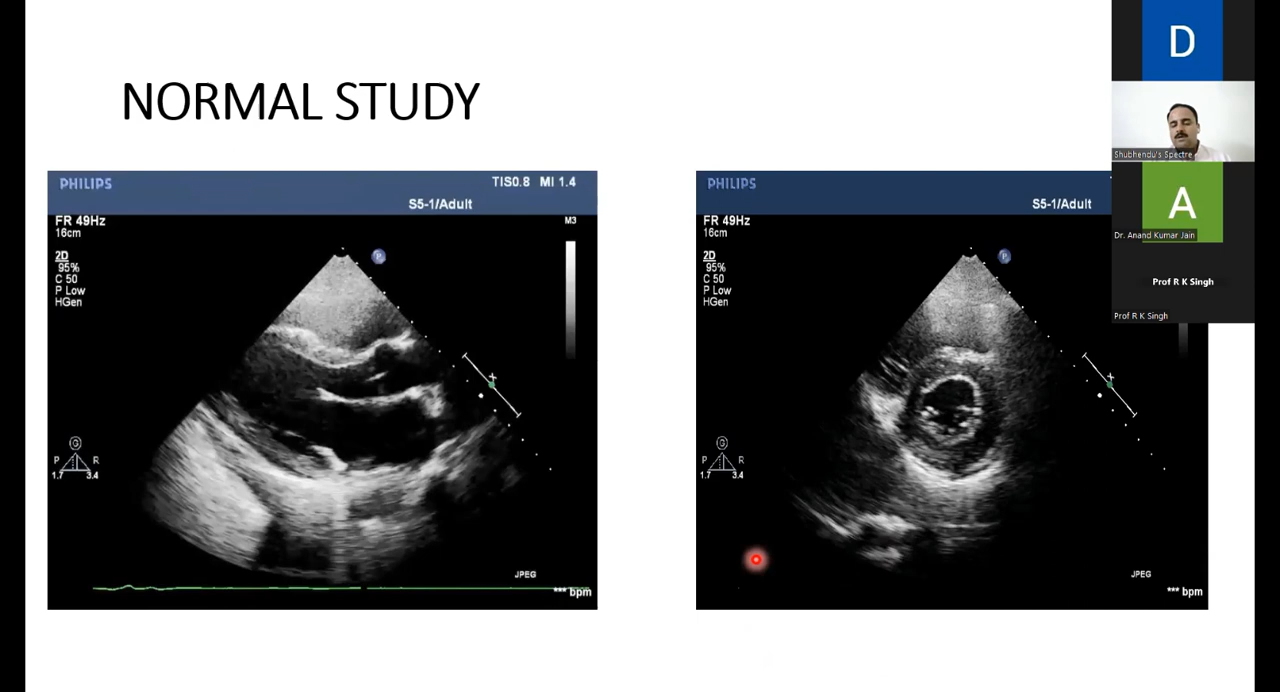 NORMAL STUDY
PHILIPS
TIS0.8 MI 1.4
S5-1/Adult
FR 49Hz
16cm
M3
2D
95%
C 50
P Low
HGen
P
G
P R
1.7 3.4
JPEG
*** bpm
PHILIPS
S5-1/Adult
FR 49Hz
16cm
2D
95%
C 50
P Low
HGen
P
G
P R
1.7 3.4
JPEG
*** bpm
D
Shubhendu's Spectre
A
Dr. Anand Kumar Jain
Prof R K Singh
Prof R K Singh